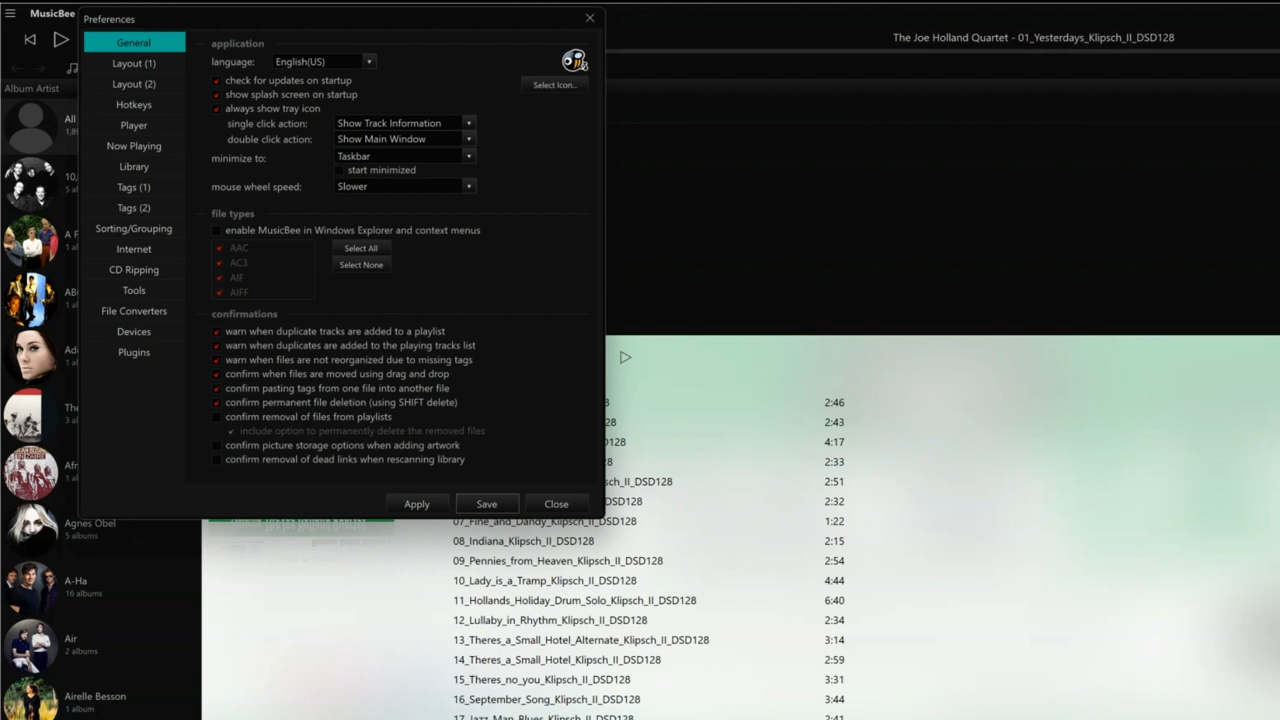 MusicBee
Preferences
The Joe Holland Quartet - 01_Yesterdays_Klipsch_II_DSD128
General
Layout (1)
Layout (2)
Hotkeys
Player
Now Playing
Library
Tags (1)
Tags (2)
Sorting/Grouping
Internet
CD Ripping
Tools
File Converters
Devices
Plugins
application
language:
English(US)
check for updates on startup
show splash screen on startup
always show tray icon
single click action:
Show Track Information
double click action:
Show Main Window
minimize to:
Taskbar
start minimized
mouse wheel speed:
Slower
Select Icon...
file types
enable MusicBee in Windows Explorer and context menus
AAC
AC3
AIF
AIFF
Select All
Select None
confirmations
warn when duplicate tracks are added to a playlist
warn when duplicates are added to the playing tracks list
warn when files are not reorganized due to missing tags
confirm when files are moved using drag and drop
confirm pasting tags from one file into another file
confirm permanent file deletion (using SHIFT delete)
confirm removal of files from playlists
include option to permanently delete the removed files
confirm picture storage options when adding artwork
confirm removal of dead links when rescanning library
Apply
Save
Close
Album Artist
All
Agnes Obel
5 albums
A-Ha
16 albums
Air
2 albums
Airelle Besson
1 album
2:46
2:43
4:17
2:33
2:51
2:32
07_Fine_and_Dandy_Klipsch_II_DSD128 1:22
08_Indiana_Klipsch_II_DSD128 2:15
09_Pennies_from_Heaven_Klipsch_II_DSD128 2:54
10_Lady_is_a_Tramp_Klipsch_II_DSD128 4:44
11_Hollands_Holiday_Drum_Solo_Klipsch_II_DSD128 6:40
12_Lullaby_in_Rhythm_Klipsch_II_DSD128 2:34
13_Theres_a_Small_Hotel_Alternate_Klipsch_II_DSD128 3:14
14_Theres_a_Small_Hotel_Klipsch_II_DSD128 2:59
15_Theres_no_you_Klipsch_II_DSD128 3:31
16_September_Song_Klipsch_II_DSD128 3:44
17_Jazz_Man_Blues_Klipsch_II_DSD128 2:41